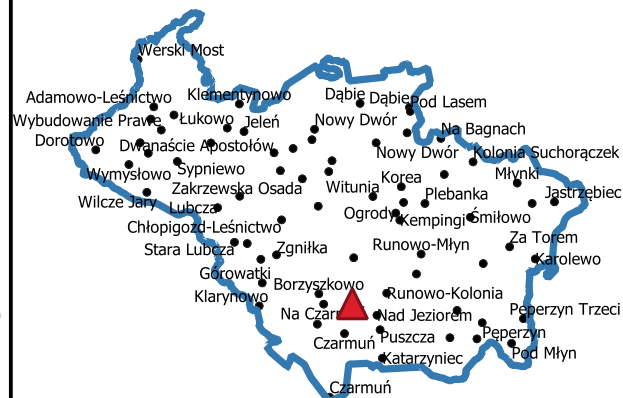 Werski Most
Adamowo-Leśnictwo
Klementynowo
Dąbie
Dąbie
Pod Lasem
Wybudowanie Prawe
Łukowo
Jeleń
Nowy Dwór
Na Bagnach
Dorotowo
Dwanaście Apostołów
Nowy Dwór
Kolonia Suchorączek
Wymysłowo
Sypniewo
Korea
Młynki
Zakrzewska Osada
Witunia
Plebanka
Jastrzębiec
Wilcze Jary
Lubcza
Ogrody
Kempingi
Śmiłowo
Chłopigożd-Leśnictwo
Stara Lubcza
Zgniłka
Runowo-Młyn
Za Torem
Karolewo
Górowatki
Borzyszkowo
Klarynowo
Runowo-Kolonia
Na Czarm
Nad Jeziorem
Peperzyn Trzeci
Czarmuń
Puszcza
Peperzyn
Katarzyniec
Pod Młyn
Czarmuń